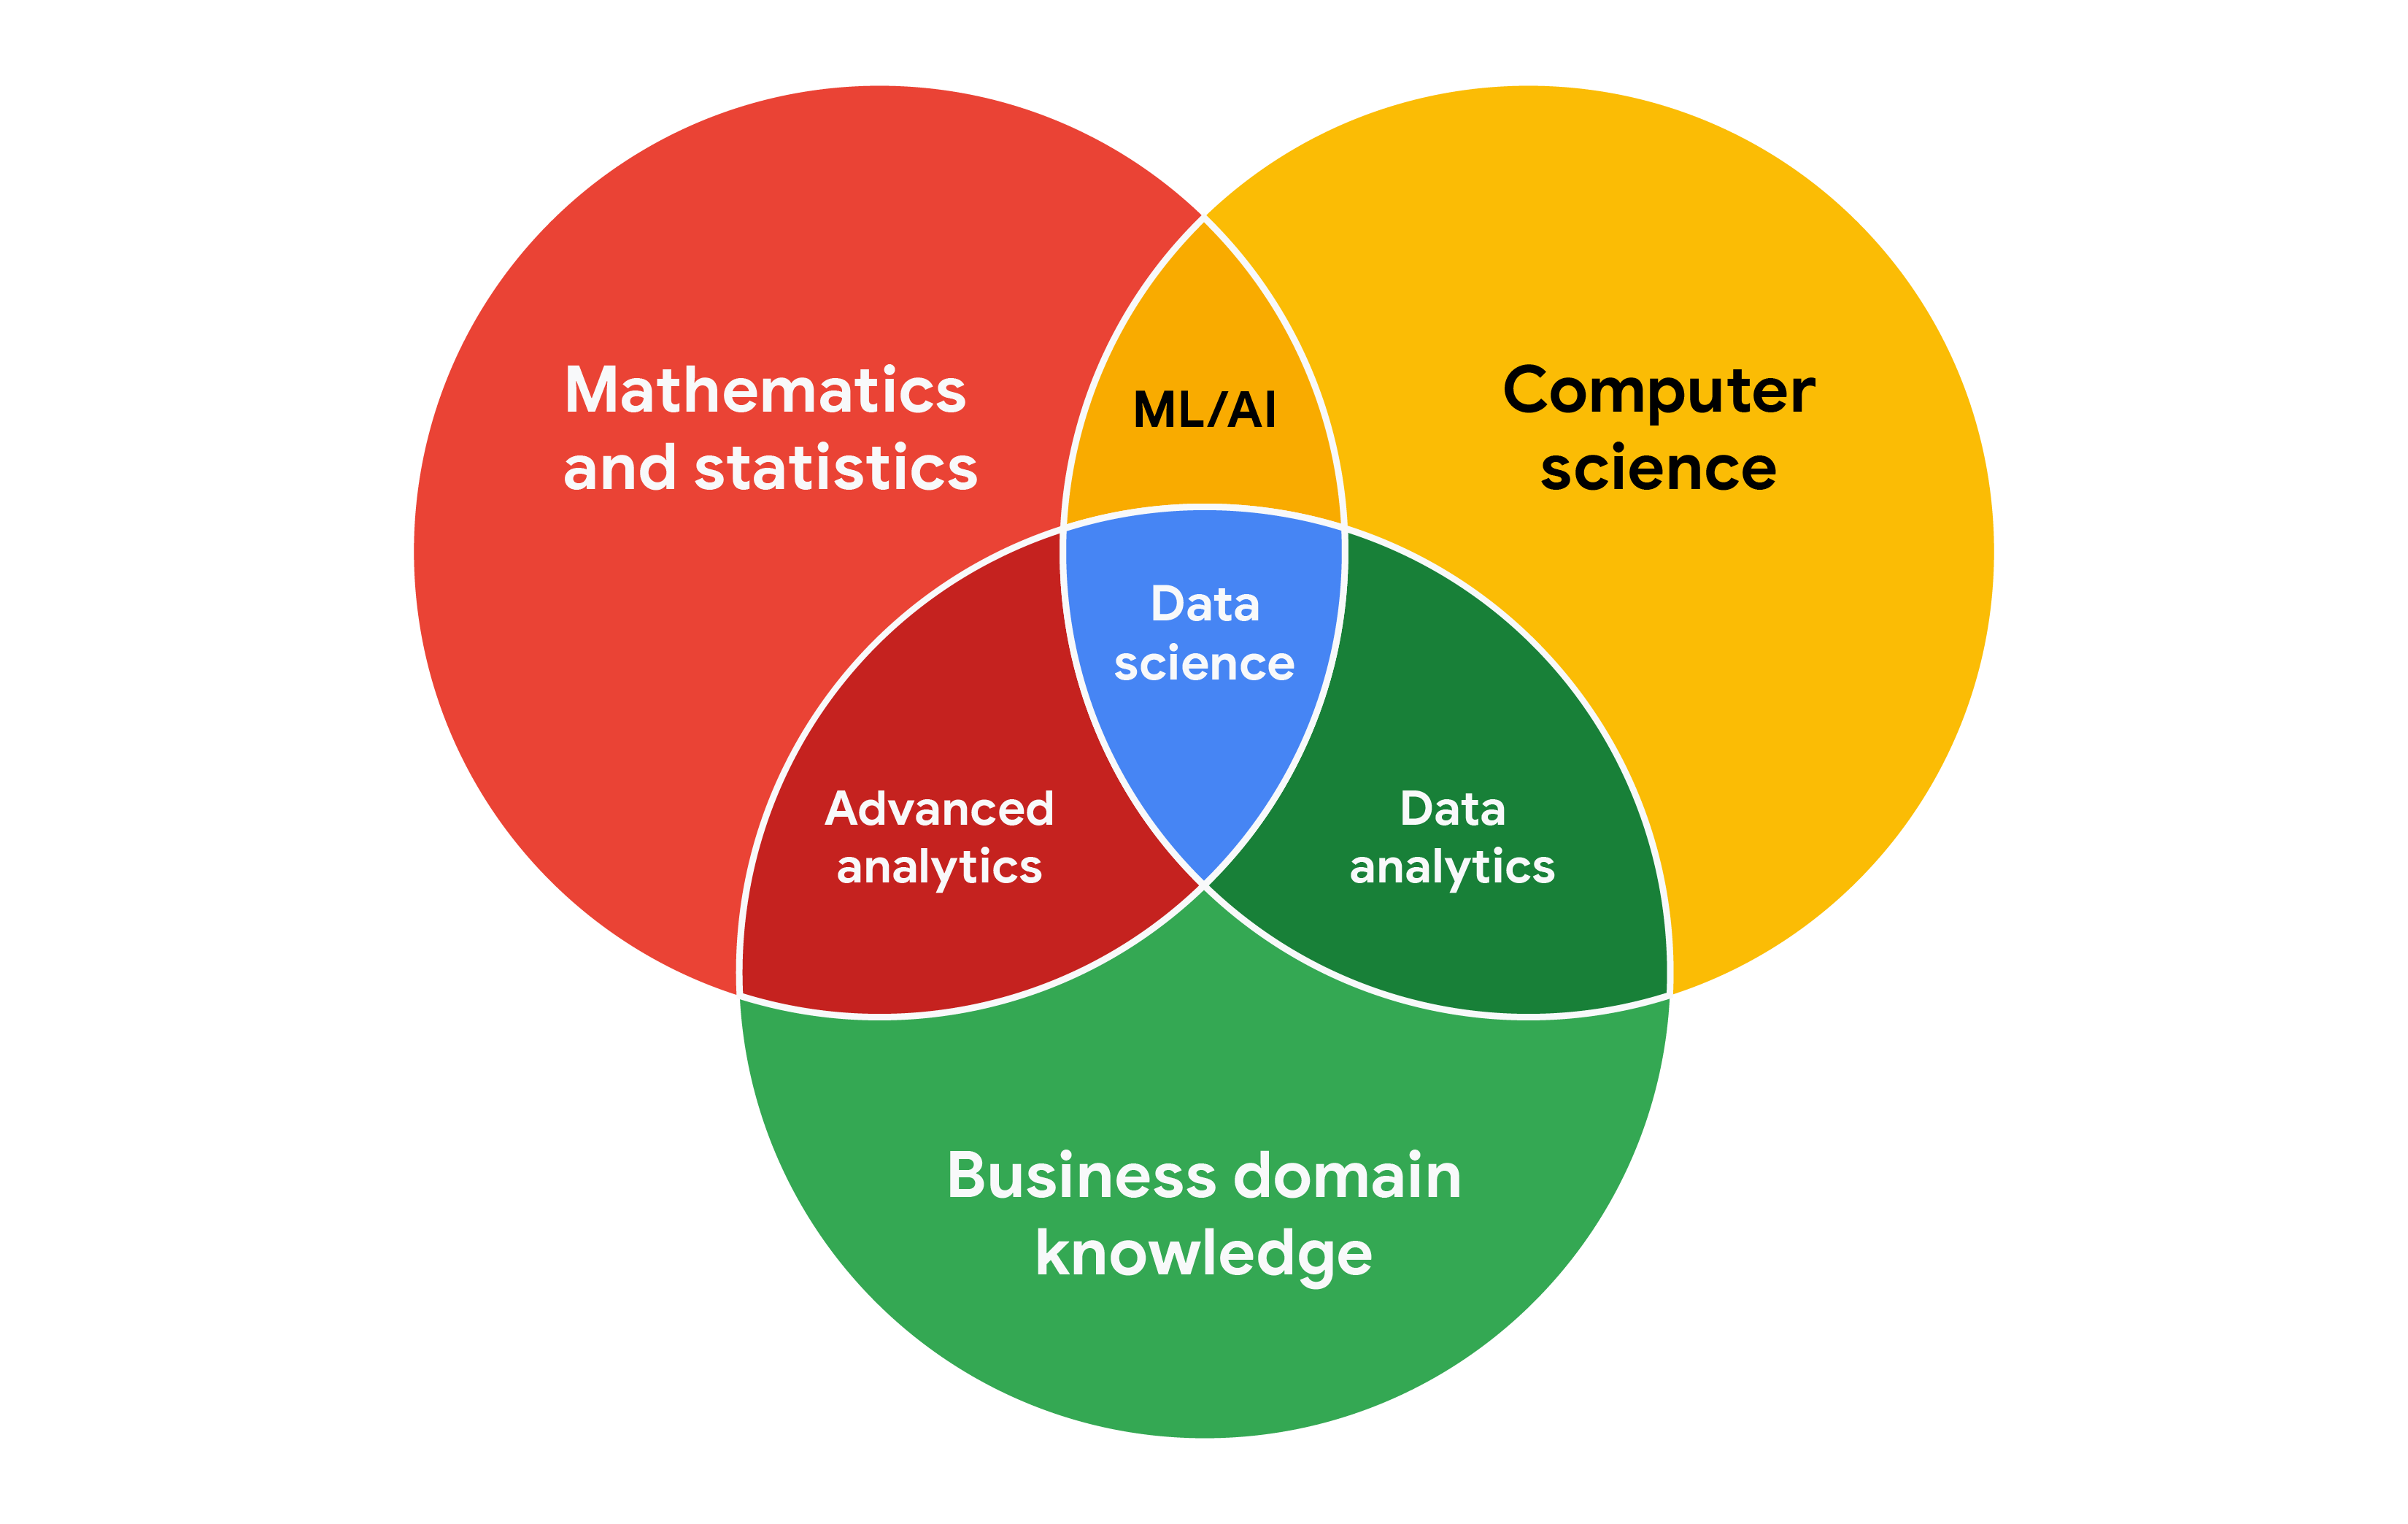 Mathematics
and statistics
ML/AI
Computer
science
Data
science
Advanced
analytics
Data
analytics
Business domain
knowledge